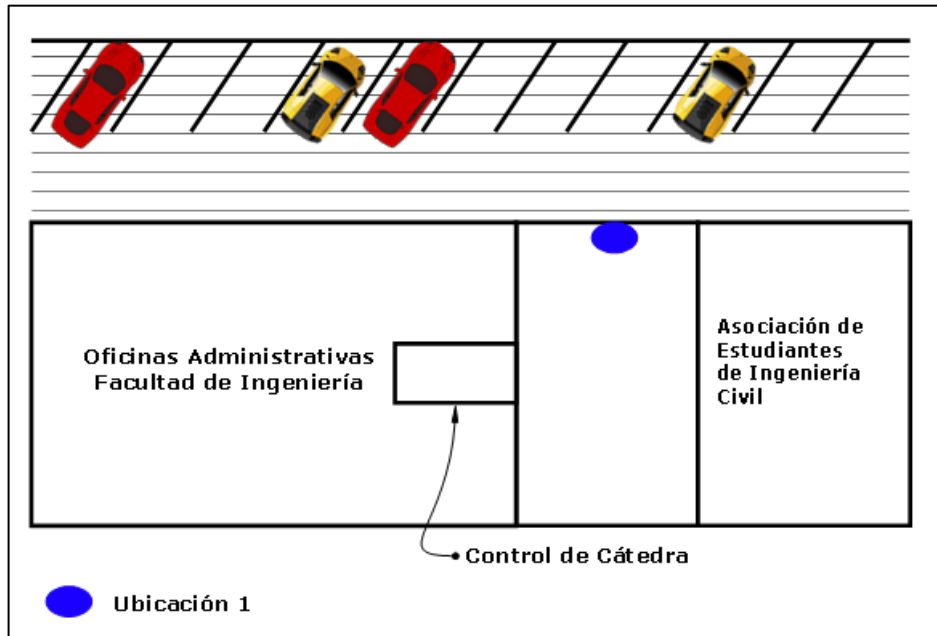 Oficinas Administrativas
Facultad de Ingeniería
Asociación de
Estudiantes
de Ingeniería
Civil
Control de Cátedra
Ubicación 1